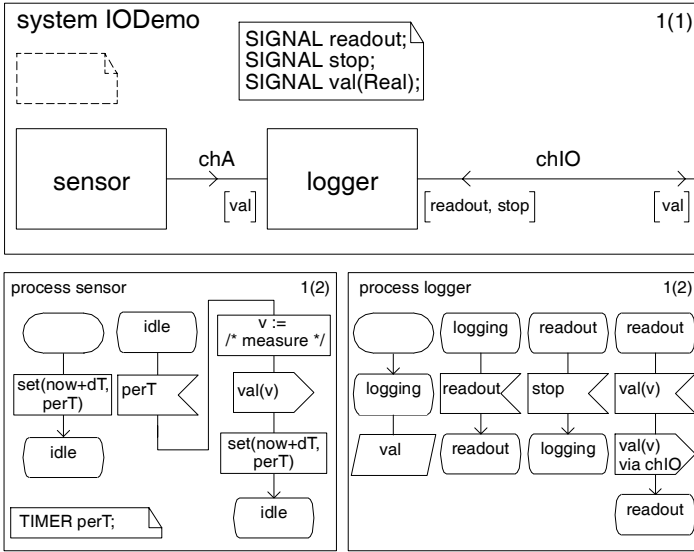 system IODemo
1(1)
SIGNAL readout;
SIGNAL stop;
SIGNAL val(Real);
sensor
chA
[val]
logger
chIO
[readout, stop]
[val]
process sensor
1(2)
set(now+dT,
perT)
idle
idle
perT
v :=
/* measure */
val(v)
set(now+dT,
perT)
idle
TIMER perT;
process logger
1(2)
logging
val
logging
readout
readout
readout
stop
logging
readout
val(v)
val(v)
via chIO
readout